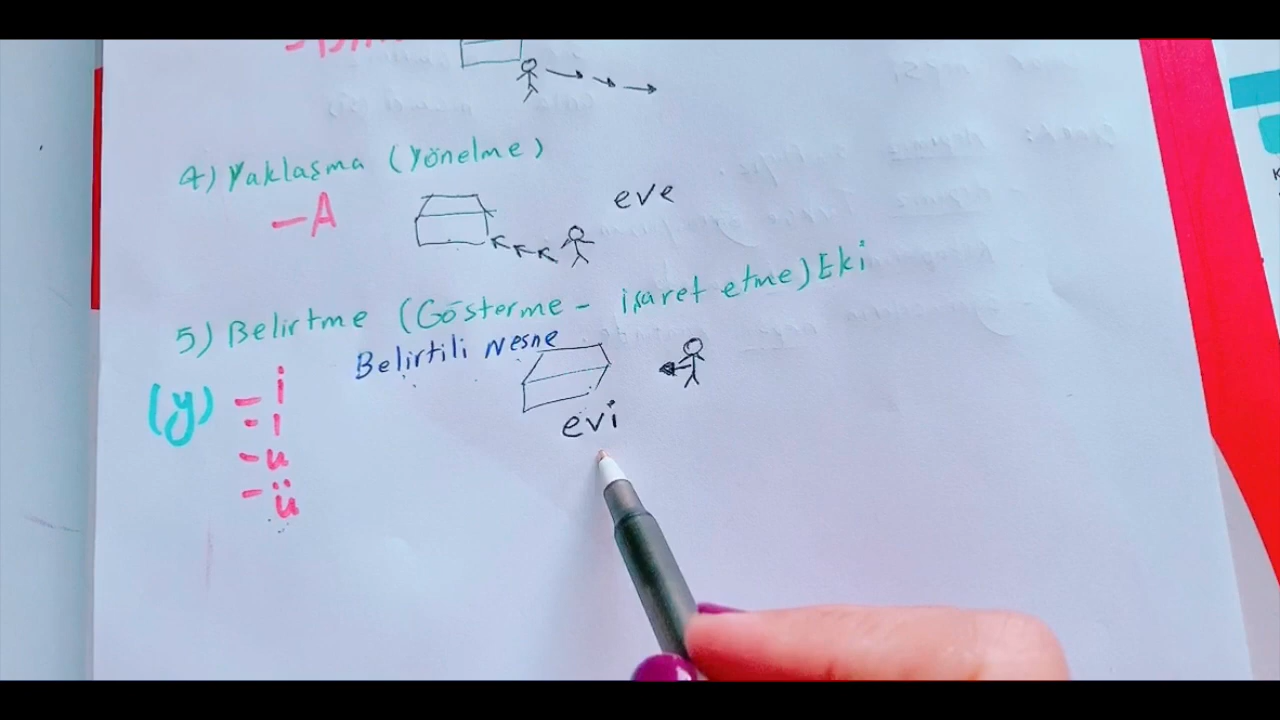 4) Yaklaşma (Yönelme)
-A
eve
5) Belirtme (Gösterme - işaret etme) Eki
Belirtili Nesne
(y) -i
-ı
-u
-ü
evi